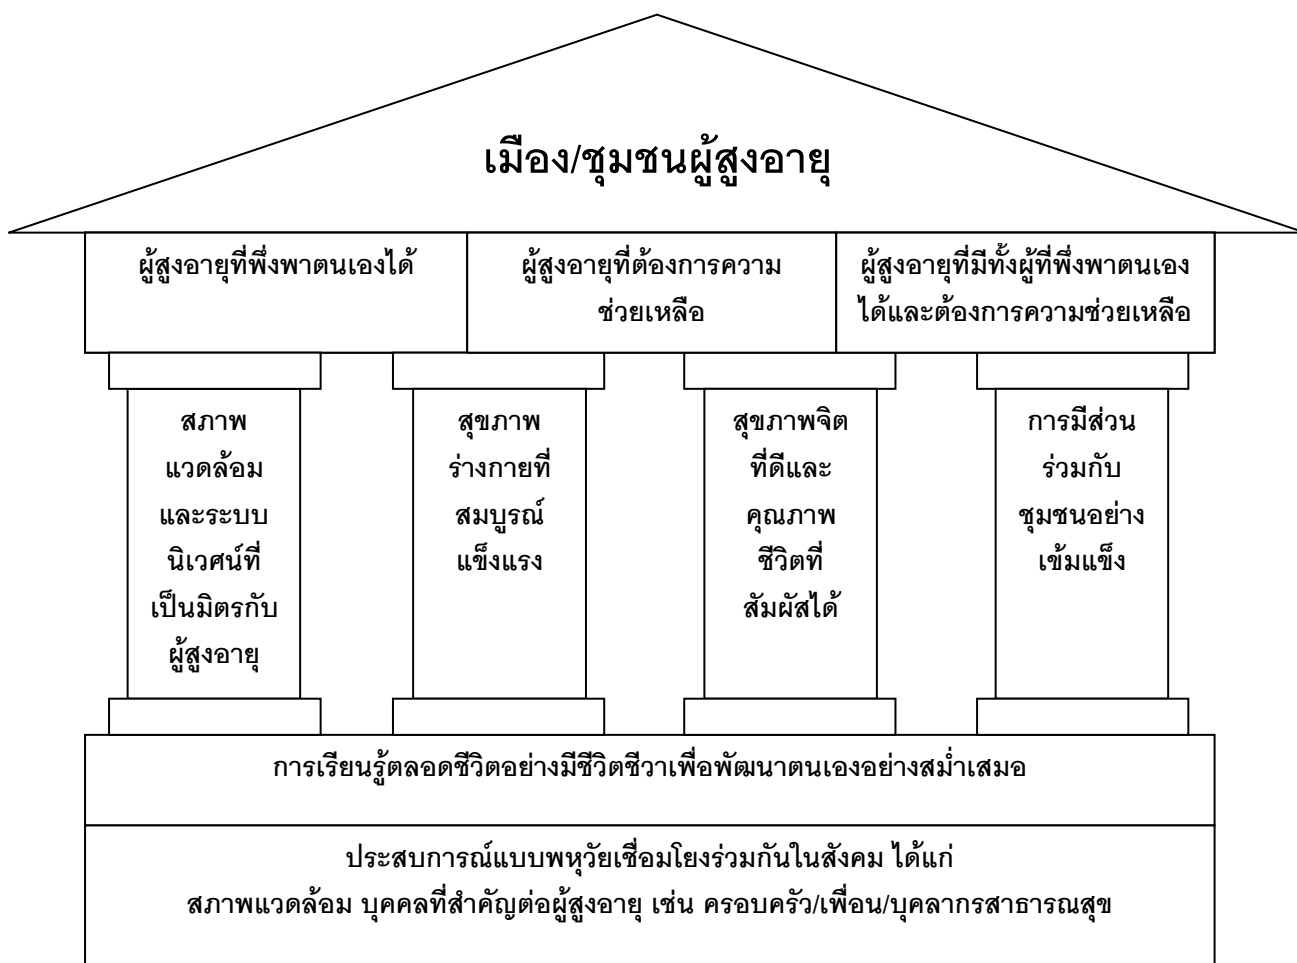 เมือง/ชุมชนผู้สูงอายุ
ผู้สูงอายุที่พึ่งพาตนเองได้
ผู้สูงอายุที่ต้องการความ
ช่วยเหลือ
ผู้สูงอายุที่มีทั้งผู้ที่พึ่งพาตนเอง
ได้และต้องการความช่วยเหลือ
สภาพ
แวดล้อม
และระบบ
นิเวศน์ที่
เป็นมิตรกับ
ผู้สูงอายุ
สุขภาพ
ร่างกายที่
สมบูรณ์
แข็งแรง
สุขภาพจิต
ที่ดีและ
คุณภาพ
ชีวิตที่
สัมผัสได้
การมีส่วน
ร่วมกับ
ชุมชนอย่าง
เข้มแข็ง
การเรียนรู้ตลอดชีวิตอย่างมีชีวิตชีวาเพื่อพัฒนาตนเองอย่างสม่ำเสมอ
ประสบการณ์แบบพหุวัยเชื่อมโยงร่วมกันในสังคม ได้แก่
สภาพแวดล้อม บุคคลที่สำคัญต่อผู้สูงอายุ เช่น ครอบครัว/เพื่อน/บุคลากรสาธารณสุข